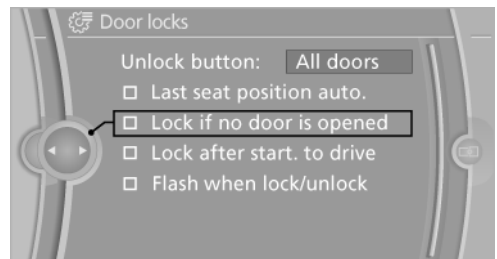 Door locks
Unlock button: All doors
Last seat position auto.
Lock if no door is opened
Lock after start. to drive
Flash when lock/unlock